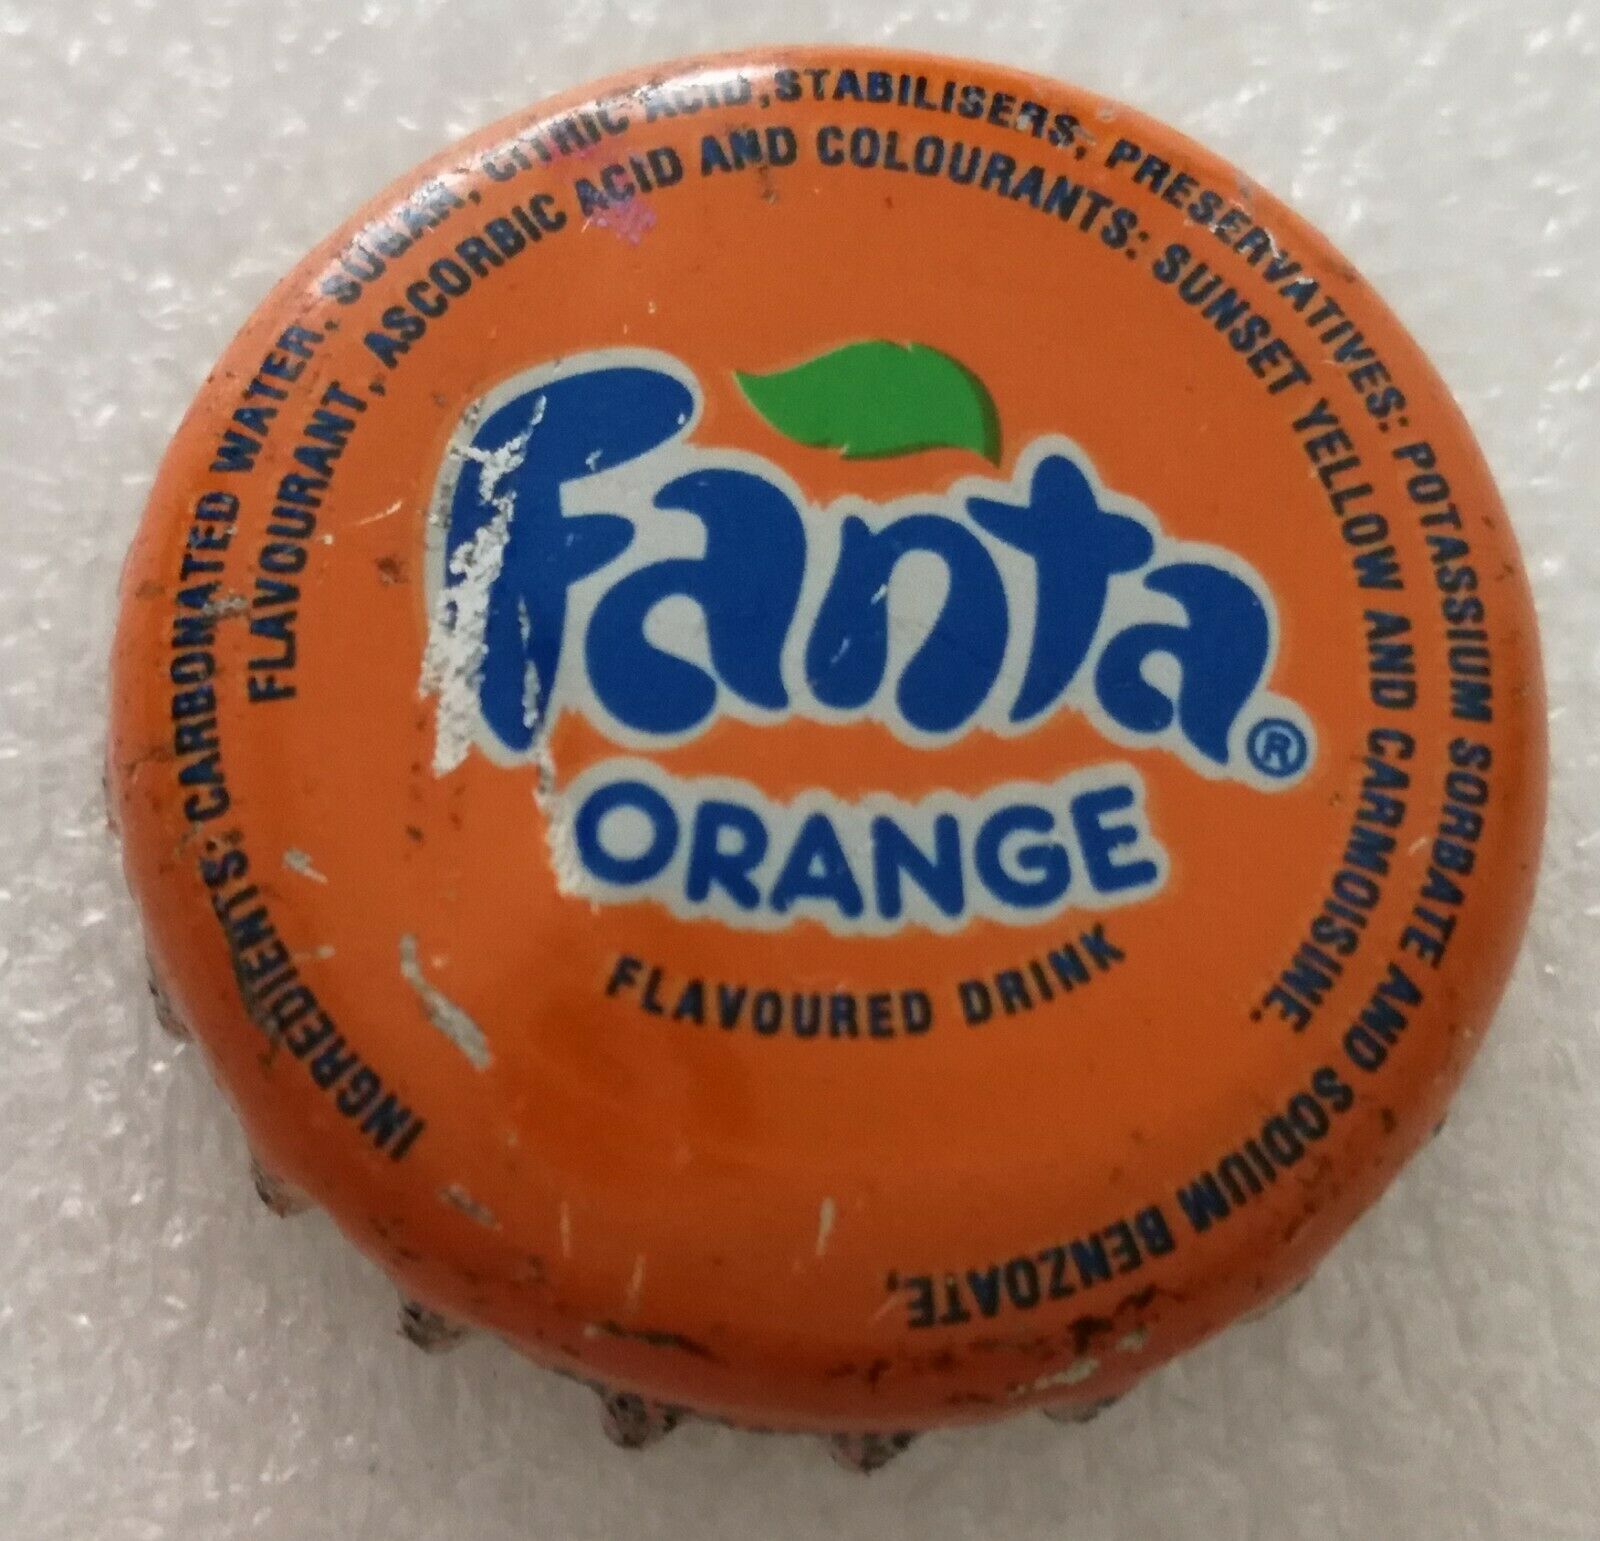 INGREDIENTS: CARBONATED WATER, SUGAR, CITRIC ACID, STABILISERS, PRESERVATIVES: POTASSIUM SORBATE AND SODIUM BENZOATE,
FLAVOURANT, ASCORBIC ACID AND COLOURANTS: SUNSET YELLOW AND CARMOISINE.
Fanta®
ORANGE
FLAVOURED DRINK